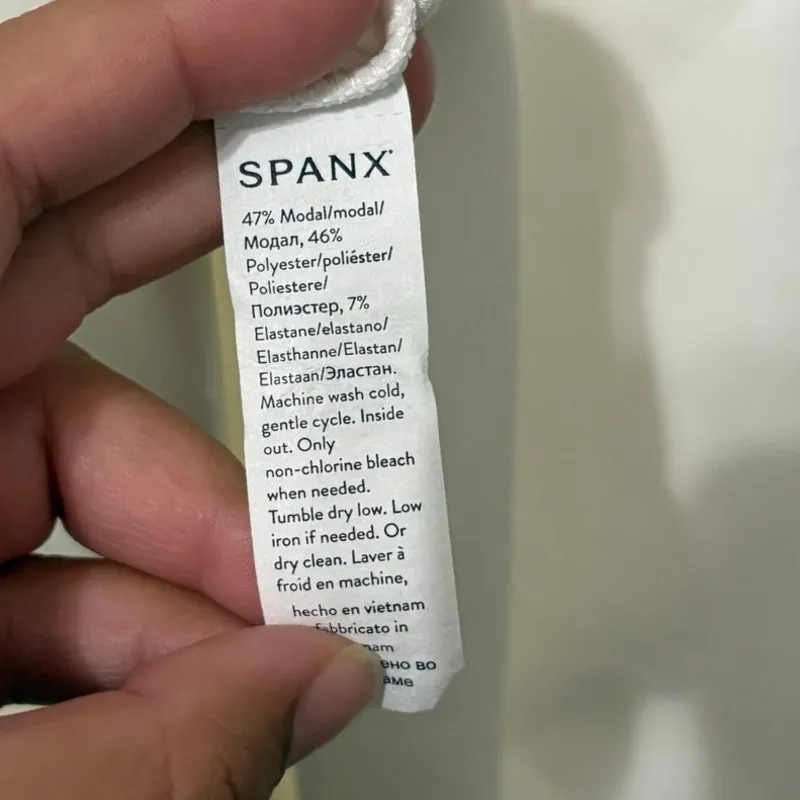 SPANX
47% Modal/modal/
Модал, 46%
Polyester/poliéster/
Poliestere/
Полиэстер, 7%
Elastane/elastano/
Elasthanne/Elastan/
Elastaan/Эластан.
Machine wash cold,
gentle cycle. Inside
out. Only
non-chlorine bleach
when needed.
Tumble dry low. Low
iron if needed. Or
dry clean. Laver à
froid en machine,
hecho en vietnam
fabbricato in